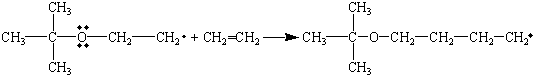 CH₃ CH₃
CH₃—C—O—CH₂—CH₂• + CH₂=CH₂ → CH₃—C—O—CH₂—CH₂—CH₂—CH₂•
CH₃ CH₃